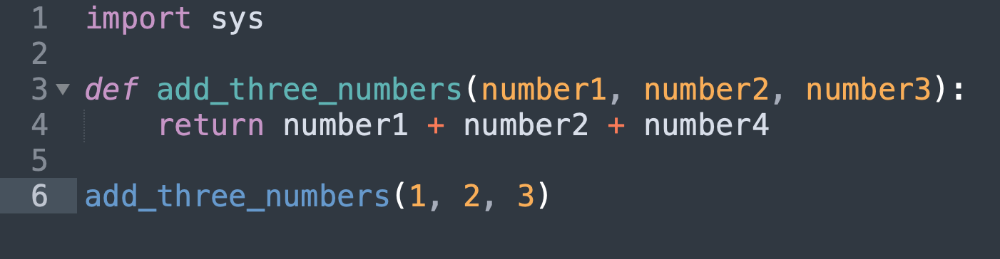 1 import sys
2
3 def add_three_numbers(number1, number2, number3):
4     return number1 + number2 + number4
5
6 add_three_numbers(1, 2, 3)